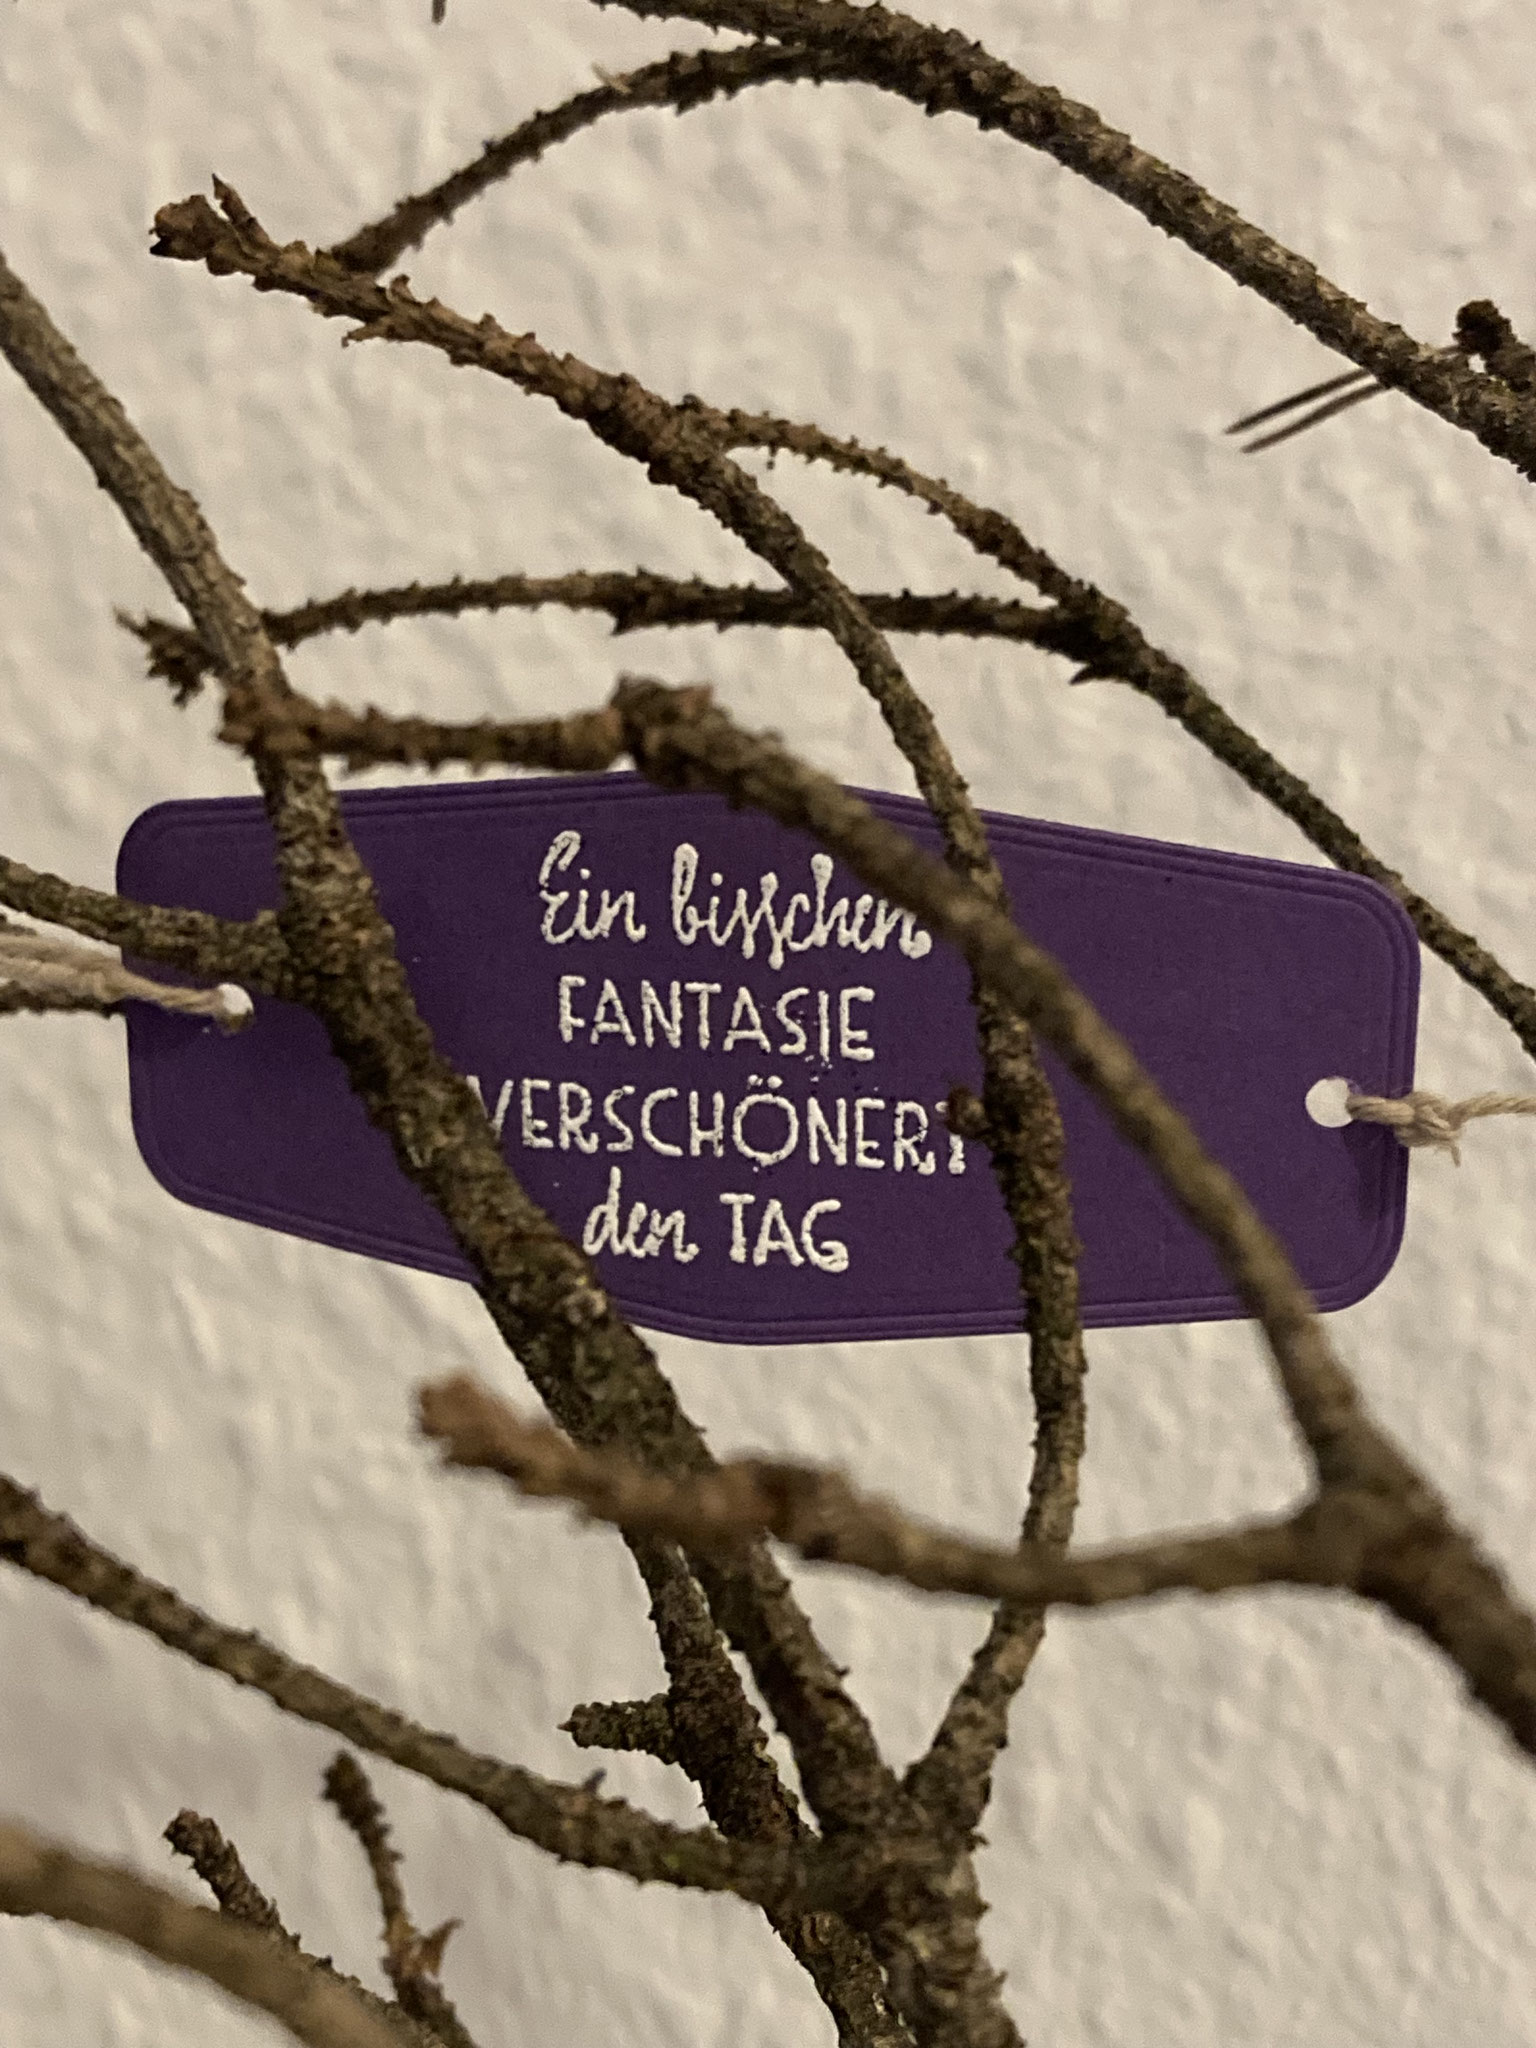 Ein bisschen
FANTASIE
VERSCHÖNERT
den TAG